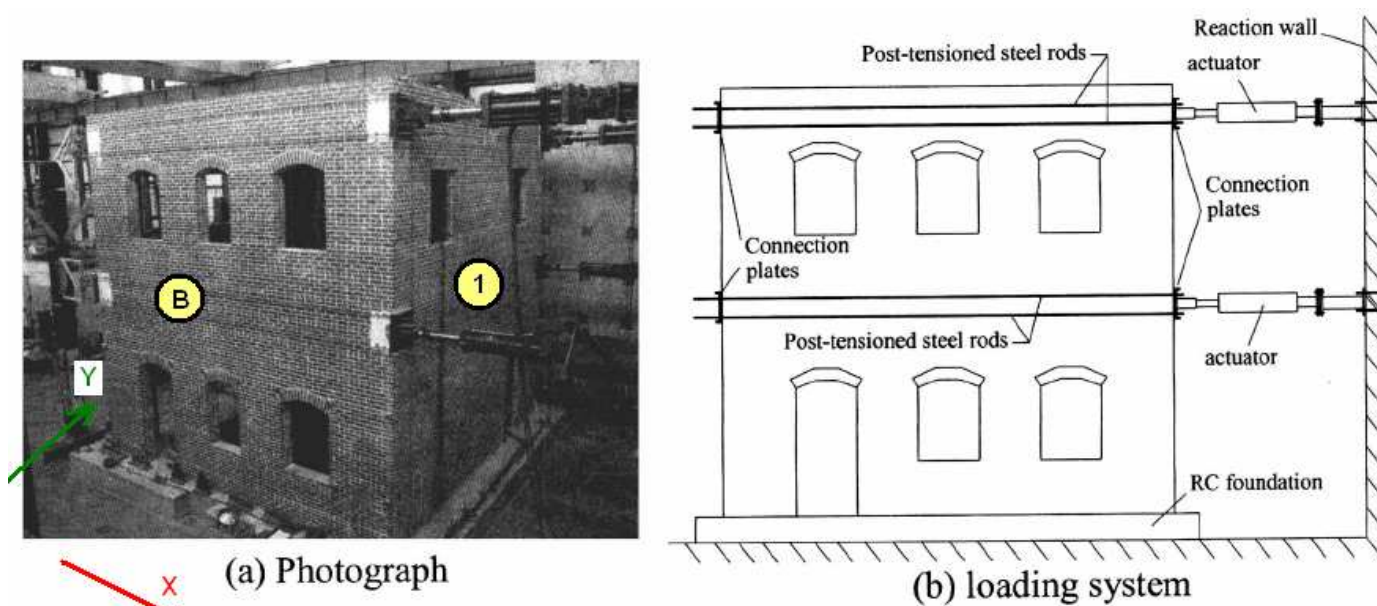 B
1
Y
X
(a) Photograph
Reaction wall
actuator
Post-tensioned steel rods
Connection
plates
Connection
plates
Post-tensioned steel rods
actuator
RC foundation
(b) loading system